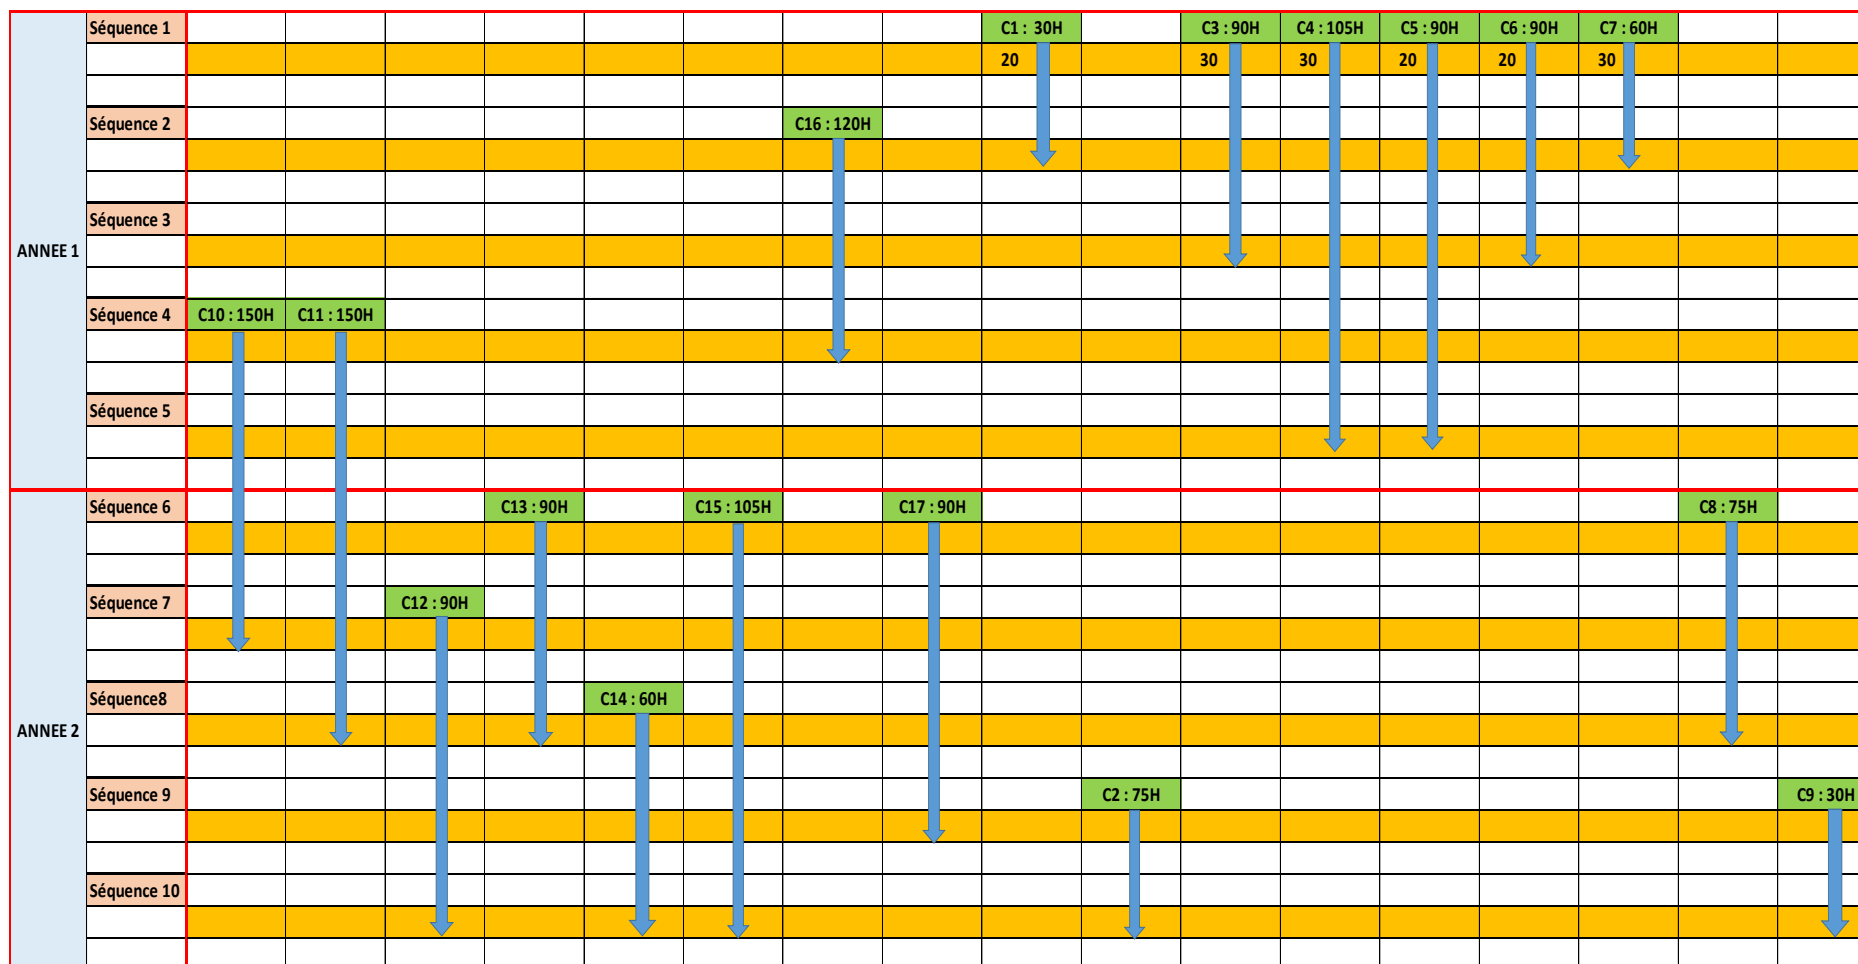 Séquence 1 C1 : 30H C3 : 90H C4 : 105H C5 : 90H C6 : 90H C7 : 60H
20 30 30 20 20 30
Séquence 2 C16 : 120H
Séquence 3
ANNEE 1
Séquence 4 C10 : 150H C11 : 150H
Séquence 5
Séquence 6 C13 : 90H C15 : 105H C17 : 90H C8 : 75H
Séquence 7 C12 : 90H
Séquence8 C14 : 60H
ANNEE 2
Séquence 9 C2 : 75H C9 : 30H
Séquence 10